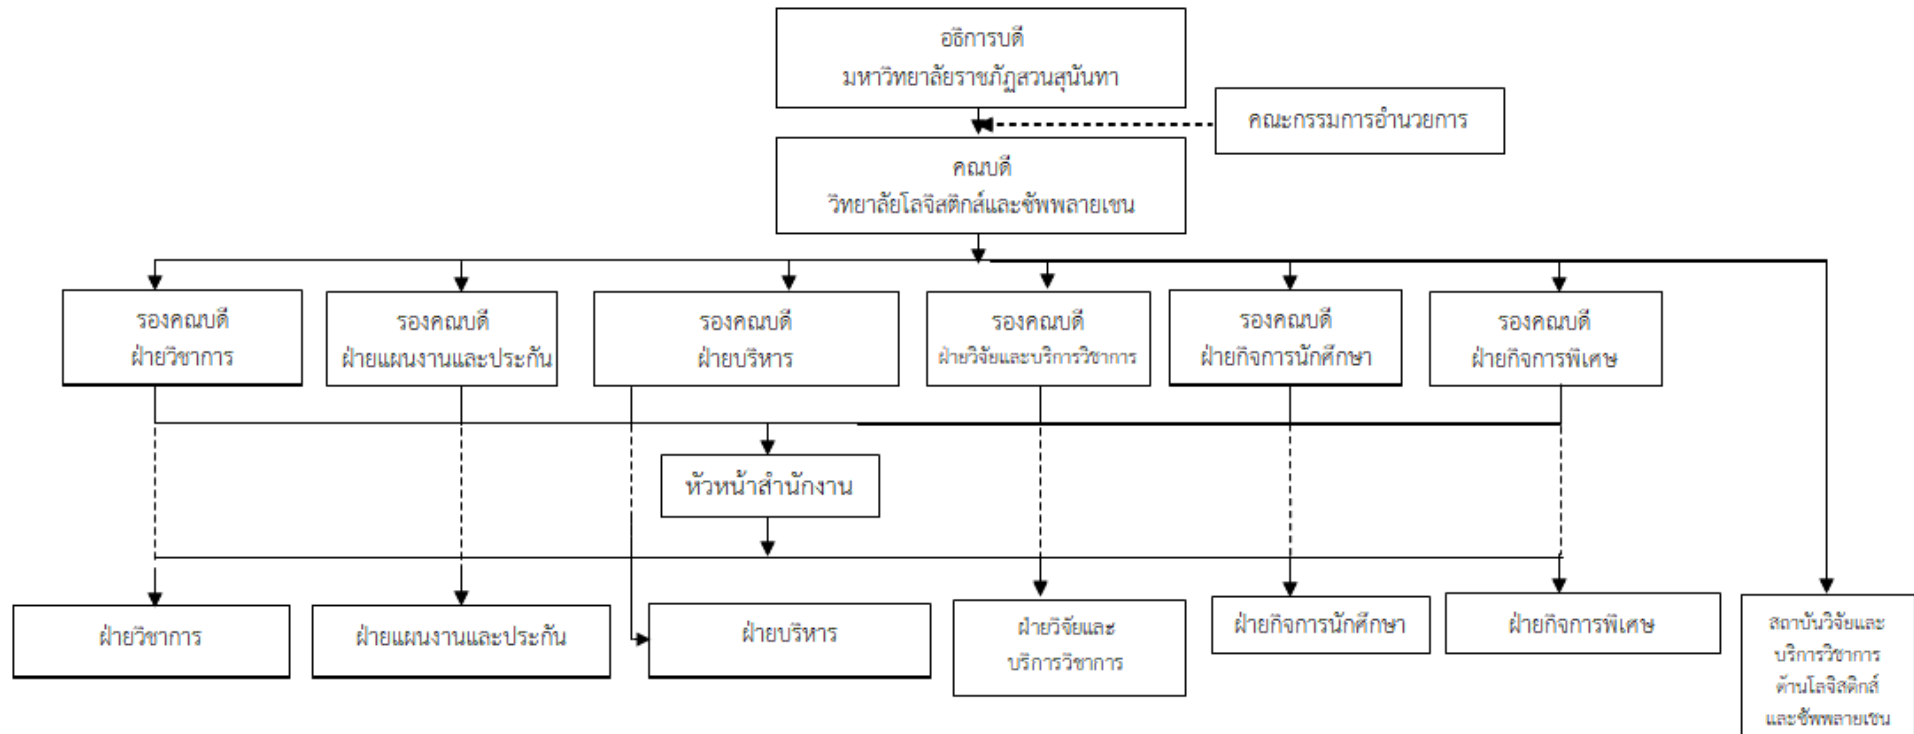 อธิการบดี
มหาวิทยาลัยราชภัฏสวนสุนันทา
คณะกรรมการอำนวยการ
คณบดี
วิทยาลัยโลจิสติกส์และซัพพลายเชน
รองคณบดี
ฝ่ายวิชาการ
รองคณบดี
ฝ่ายแผนงานและประกัน
รองคณบดี
ฝ่ายบริหาร
รองคณบดี
ฝ่ายวิจัยและบริการวิชาการ
รองคณบดี
ฝ่ายกิจการนักศึกษา
รองคณบดี
ฝ่ายกิจการพิเศษ
หัวหน้าสำนักงาน
ฝ่ายวิชาการ
ฝ่ายแผนงานและประกัน
ฝ่ายบริหาร
ฝ่ายวิจัยและ
บริการวิชาการ
ฝ่ายกิจการนักศึกษา
ฝ่ายกิจการพิเศษ
สถาบันวิจัยและ
บริการวิชาการ
ด้านโลจิสติกส์
และซัพพลายเชน